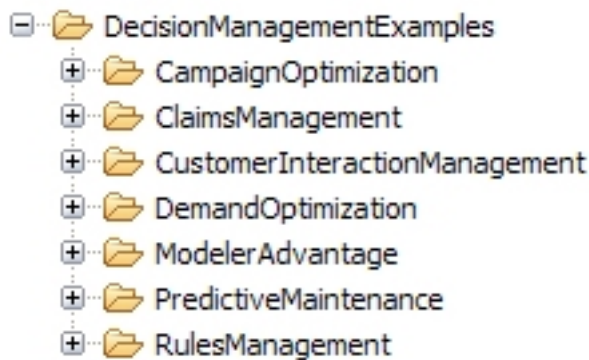 DecisionManagementExamples
CampaignOptimization
ClaimsManagement
CustomerInteractionManagement
DemandOptimization
ModelerAdvantage
PredictiveMaintenance
RulesManagement